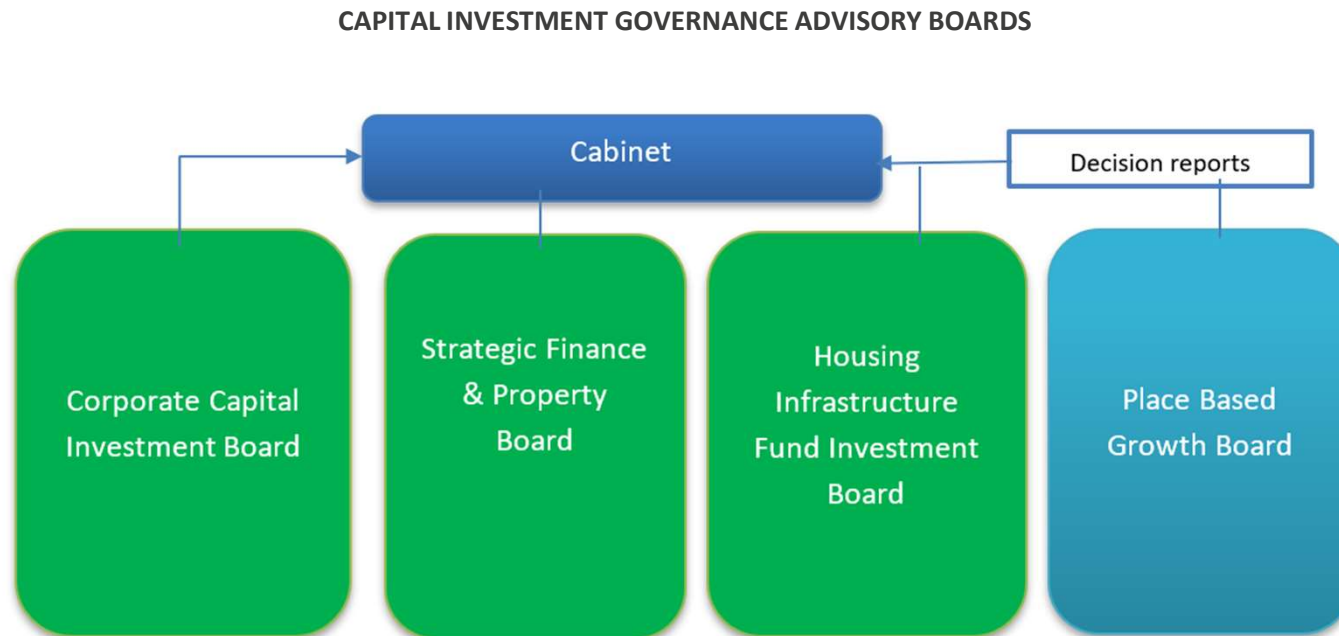 CAPITAL INVESTMENT GOVERNANCE ADVISORY BOARDS
Cabinet
Decision reports
Corporate Capital
Investment Board
Strategic Finance
& Property
Board
Housing
Infrastructure
Fund Investment
Board
Place Based
Growth Board